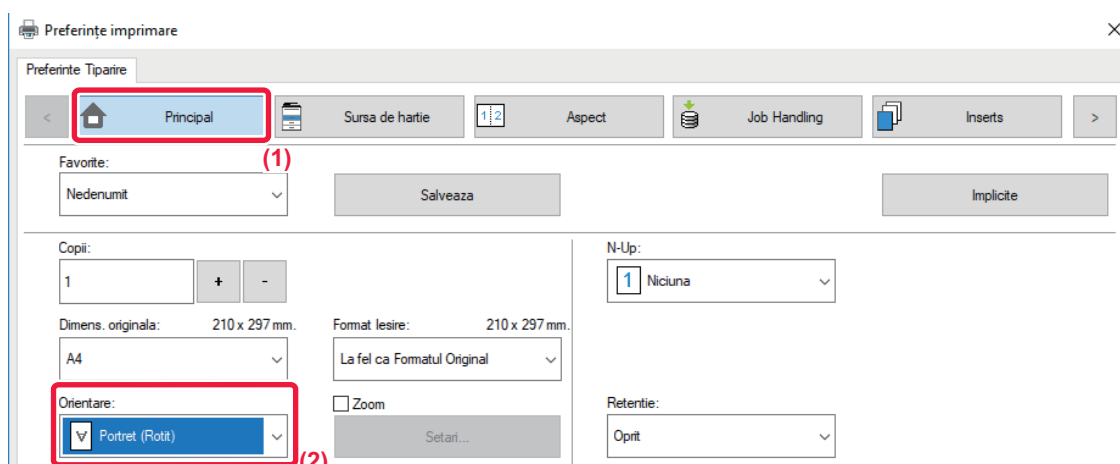 Preferințe imprimare
Preferinte Tiparire
< Principal Sursa de hartie 1 2 Aspect Job Handling Inserts >
(1)
Favorite:
Nedenumit Salveaza Implicite
Copii: N-Up:
1 + - 1 Niciuna
Dimens. originala: 210 x 297 mm. Format Iesire: 210 x 297 mm.
A4 La fel ca Formatul Original
Orientare: Zoom Retentie:
A Portret (Rotit) Setari... Oprit
(2)